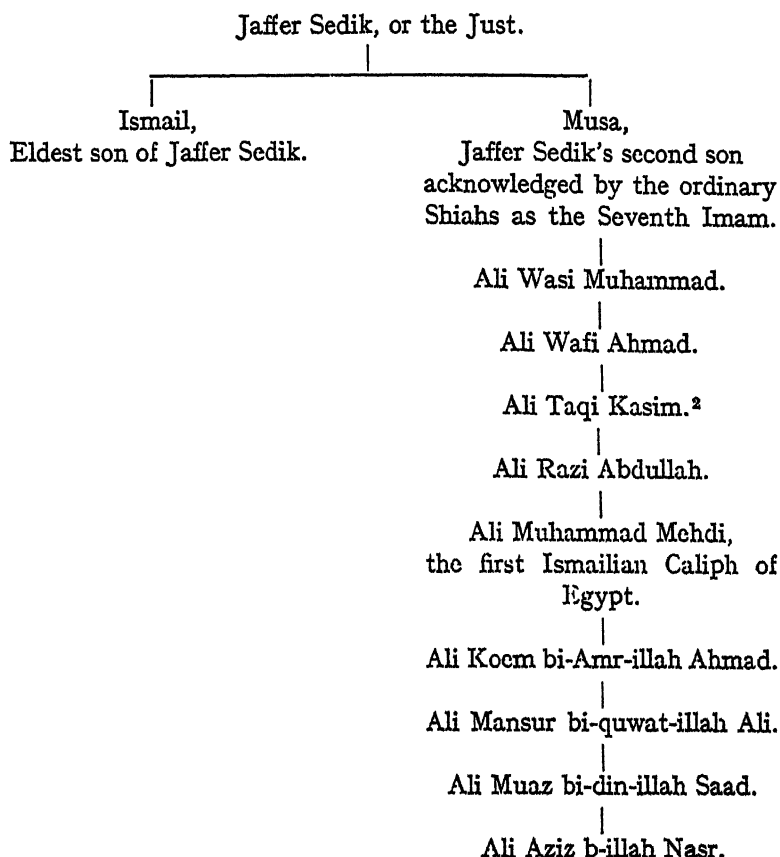 Jaffer Sedik, or the Just.
Ismail,
Eldest son of Jaffer Sedik.
Musa,
Jaffer Sedik's second son
acknowledged by the ordinary
Shiahs as the Seventh Imam.
Ali Wasi Muhammad.
Ali Wafi Ahmad.
Ali Taqi Kasim.²
Ali Razi Abdullah.
Ali Muhammad Mehdi,
the first Ismailian Caliph of
Egypt.
Ali Koem bi-Amr-illah Ahmad.
Ali Mansur bi-quwat-illah Ali.
Ali Muaz bi-din-illah Saad.
Ali Aziz b-illah Nasr.